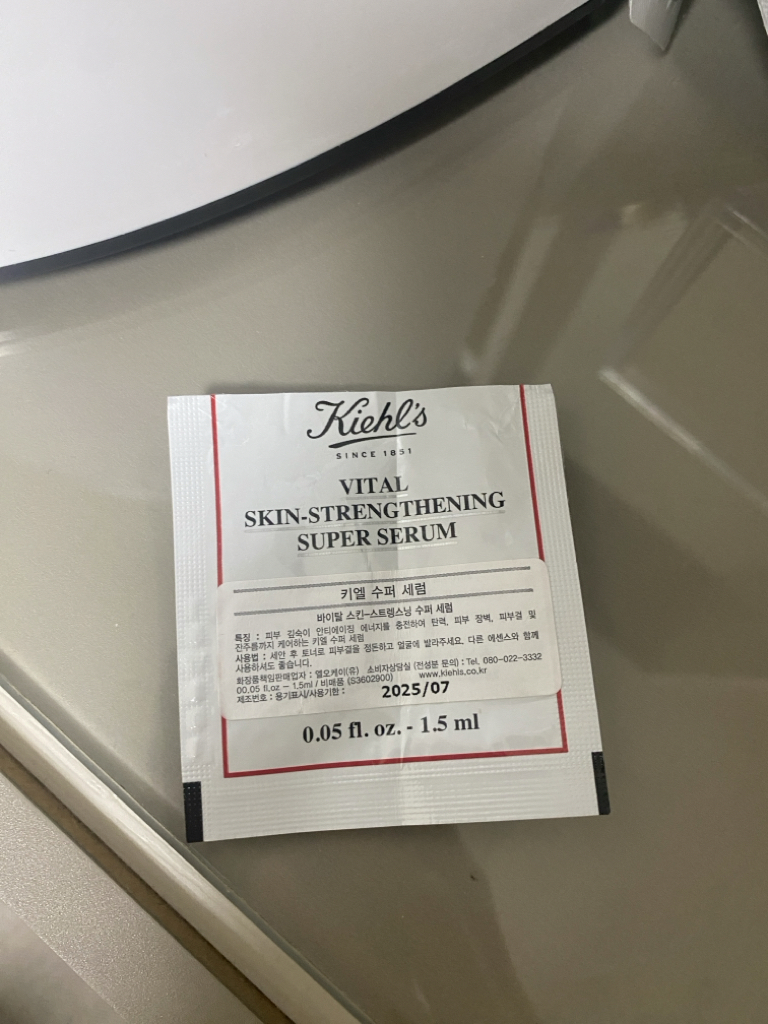 Kiehl's
SINCE 1851
VITAL
SKIN-STRENGTHENING
SUPER SERUM
키엘 수퍼 세럼
바이탈 스킨-스트렝스닝 수퍼 세럼
특징 : 피부 깊숙이 안티에이징 에너지를 충전하여 탄력, 피부 장벽, 피부결 및
잔주름까지 케어하는 키엘 수퍼 세럼
사용법 : 세안 후 토너로 피부결을 정돈하고 얼굴에 발라주세요. 다른 에센스와 함께
사용하셔도 좋습니다.
화장품책임판매업자 : 엘오케이(유) 소비자상담실 (전성분 문의) : Tel. 080-022-3332
00.05 fl.oz - 1.5ml / 비매품 (S3602900) www.kiehls.co.kr
제조번호 : 용기표시/사용기한 : 2025/07
0.05 fl. oz. - 1.5 ml